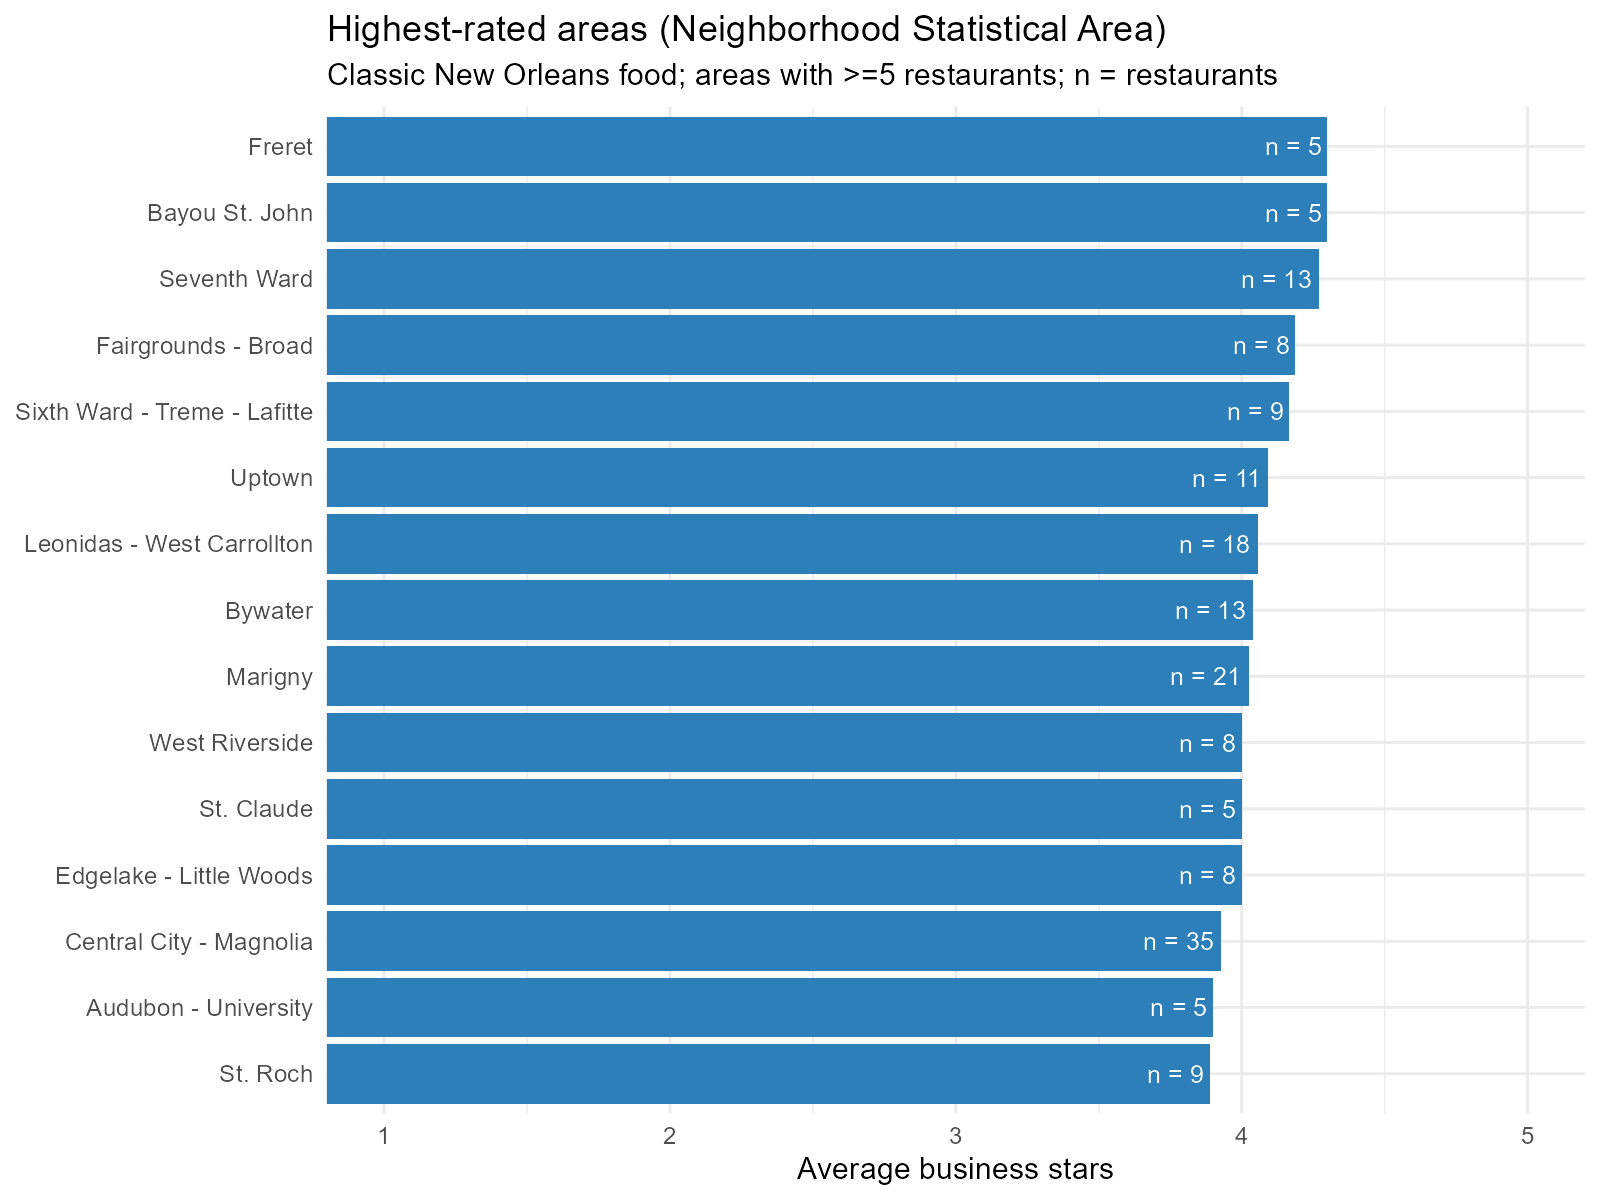 Highest-rated areas (Neighborhood Statistical Area)
Classic New Orleans food; areas with >=5 restaurants; n = restaurants
Freret n = 5
Bayou St. John n = 5
Seventh Ward n = 13
Fairgrounds - Broad n = 8
Sixth Ward - Treme - Lafitte n = 9
Uptown n = 11
Leonidas - West Carrollton n = 18
Bywater n = 13
Marigny n = 21
West Riverside n = 8
St. Claude n = 5
Edgelake - Little Woods n = 8
Central City - Magnolia n = 35
Audubon - University n = 5
St. Roch n = 9
1 2 3 4 5
Average business stars